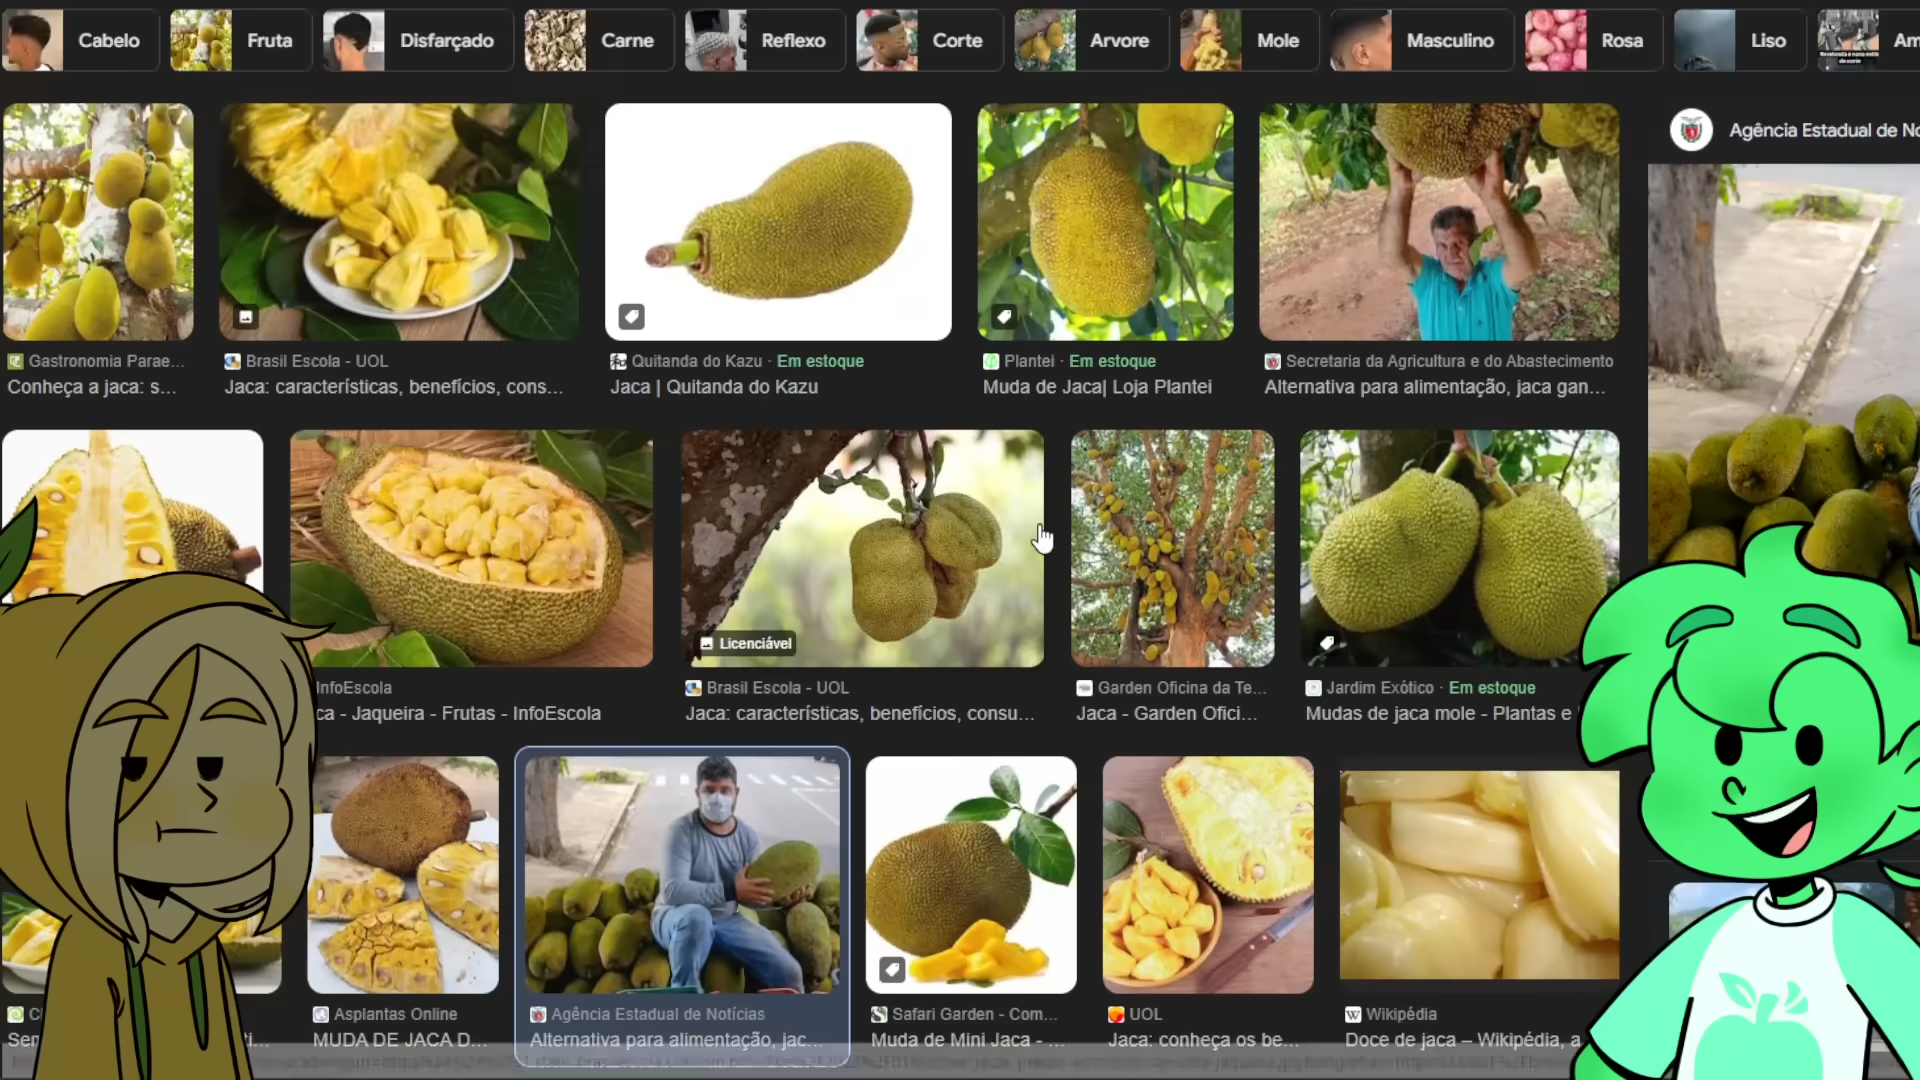 Cabelo
Fruta
Disfarçado
Carne
Reflexo
Corte
Arvore
Mole
Masculino
Rosa
Liso
Am
Agência Estadual de No
Gastronomia Parae...
Conheça a jaca: s...
Brasil Escola - UOL
Jaca: características, benefícios, cons...
Quitanda do Kazu · Em estoque
Jaca | Quitanda do Kazu
Plantei · Em estoque
Muda de Jaca| Loja Plantei
Secretaria da Agricultura e do Abastecimento
Alternativa para alimentação, jaca gan...
Licenciável
InfoEscola
ca - Jaqueira - Frutas - InfoEscola
Brasil Escola - UOL
Jaca: características, benefícios, consu...
Garden Oficina da Te...
Jaca - Garden Ofici...
Jardim Exótico · Em estoque
Mudas de jaca mole - Plantas e
Sen
Asplantas Online
MUDA DE JACA D...
Agência Estadual de Notícias
Alternativa para alimentação, jac...
Safari Garden - Com...
Muda de Mini Jaca - ...
UOL
Jaca: conheça os be...
W Wikipédia
Doce de jaca – Wikipédia, a